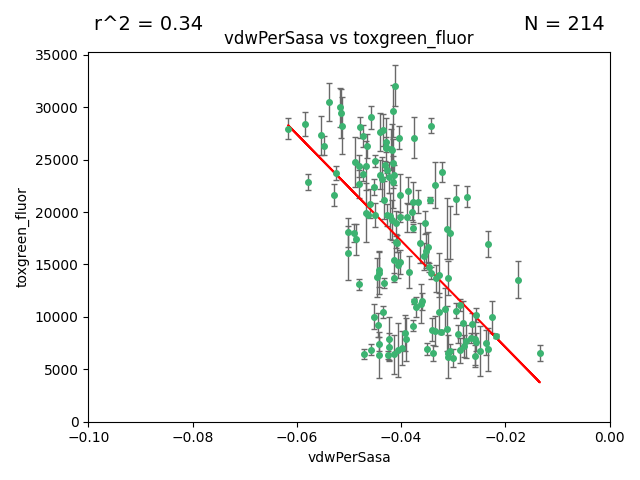 r^2 = 0.34
N = 214
vdwPerSasa vs toxgreen_fluor
35000
30000
25000
20000
15000
10000
5000
0
toxgreen_fluor
−0.10
−0.08
−0.06
−0.04
−0.02
0.00
vdwPerSasa